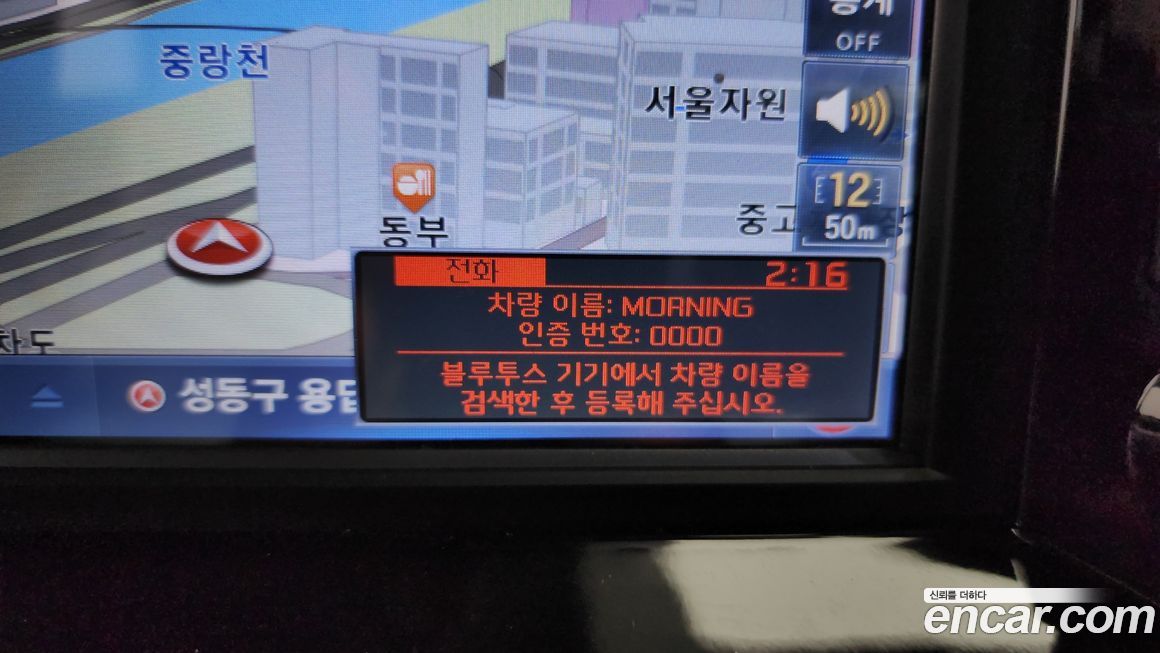 중랑천
서울자원
OFF
12
50m
동부
중고
전화 2:16
차량 이름: MORNING
인증 번호: 0000
블루투스 기기에서 차량 이름을
검색한 후 등록해 주십시오.
차도
성동구 용답
신뢰를 더하다
encar.com